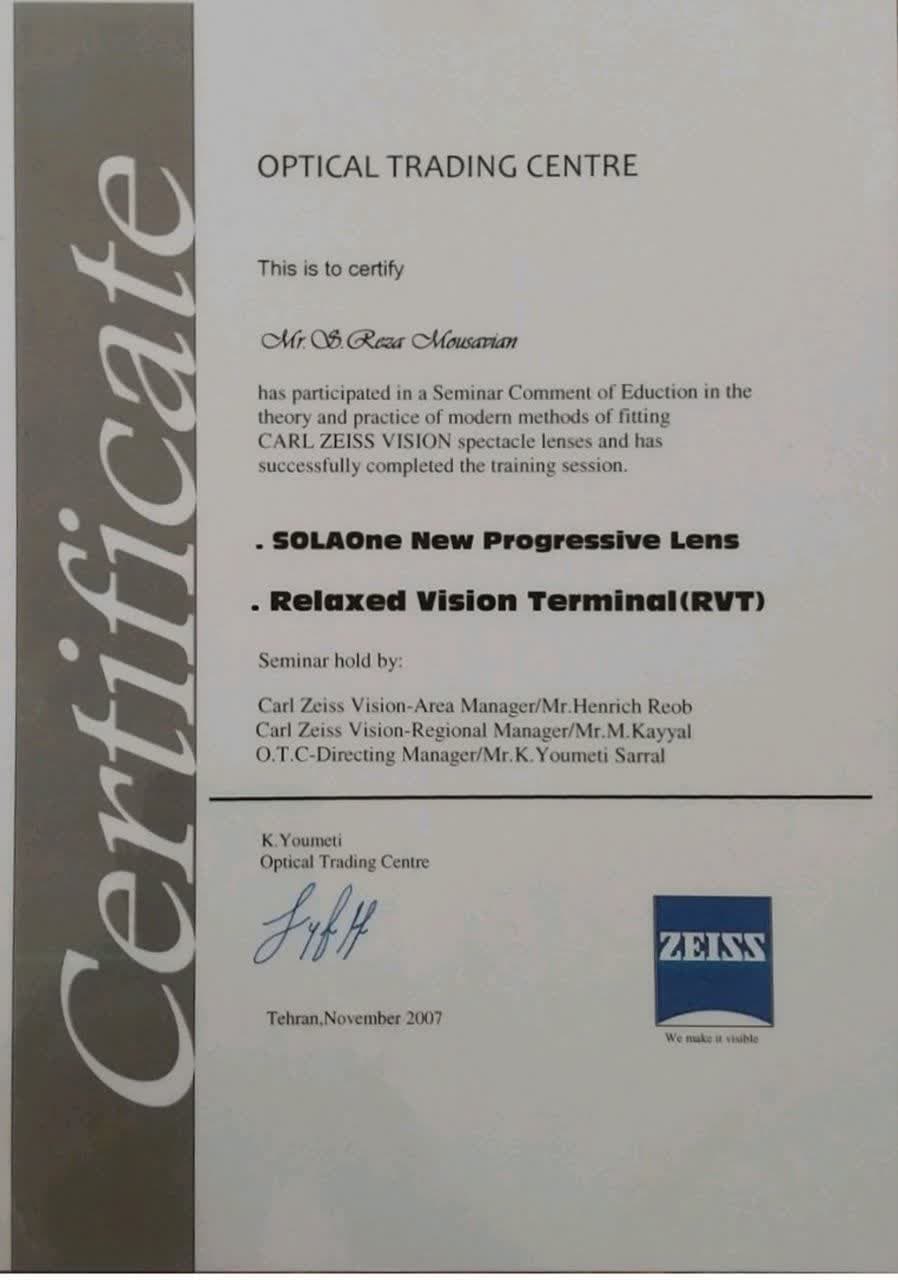 Certificate
OPTICAL TRADING CENTRE
This is to certify
Mr. S. Reza Mousavian
has participated in a Seminar Comment of Eduction in the
theory and practice of modern methods of fitting
CARL ZEISS VISION spectacle lenses and has
successfully completed the training session.
. SOLAOne New Progressive Lens
. Relaxed Vision Terminal(RVT)
Seminar hold by:
Carl Zeiss Vision-Area Manager/Mr.Henrich Reob
Carl Zeiss Vision-Regional Manager/Mr.M.Kayyal
O.T.C-Directing Manager/Mr.K.Youmeti Sarral
K.Youmeti
Optical Trading Centre
Tehran,November 2007
ZEISS
We make it visible